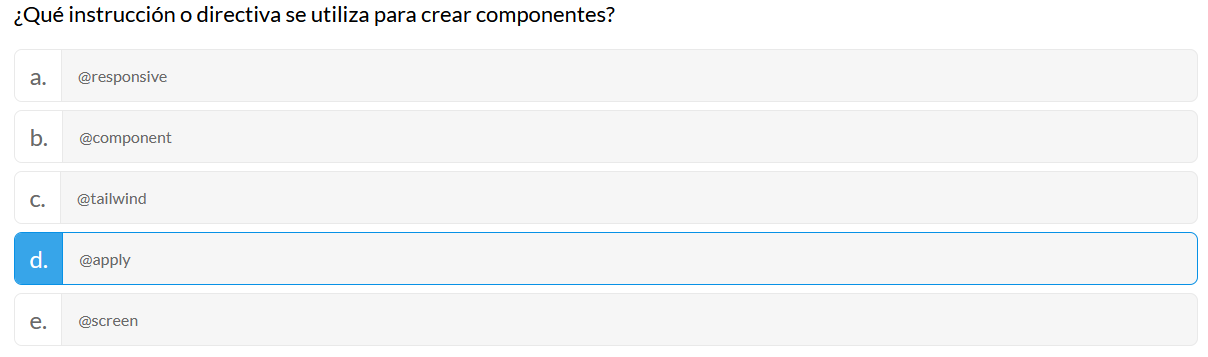 ¿Qué instrucción o directiva se utiliza para crear componentes?
a. @responsive
b. @component
c. @tailwind
d. @apply
e. @screen